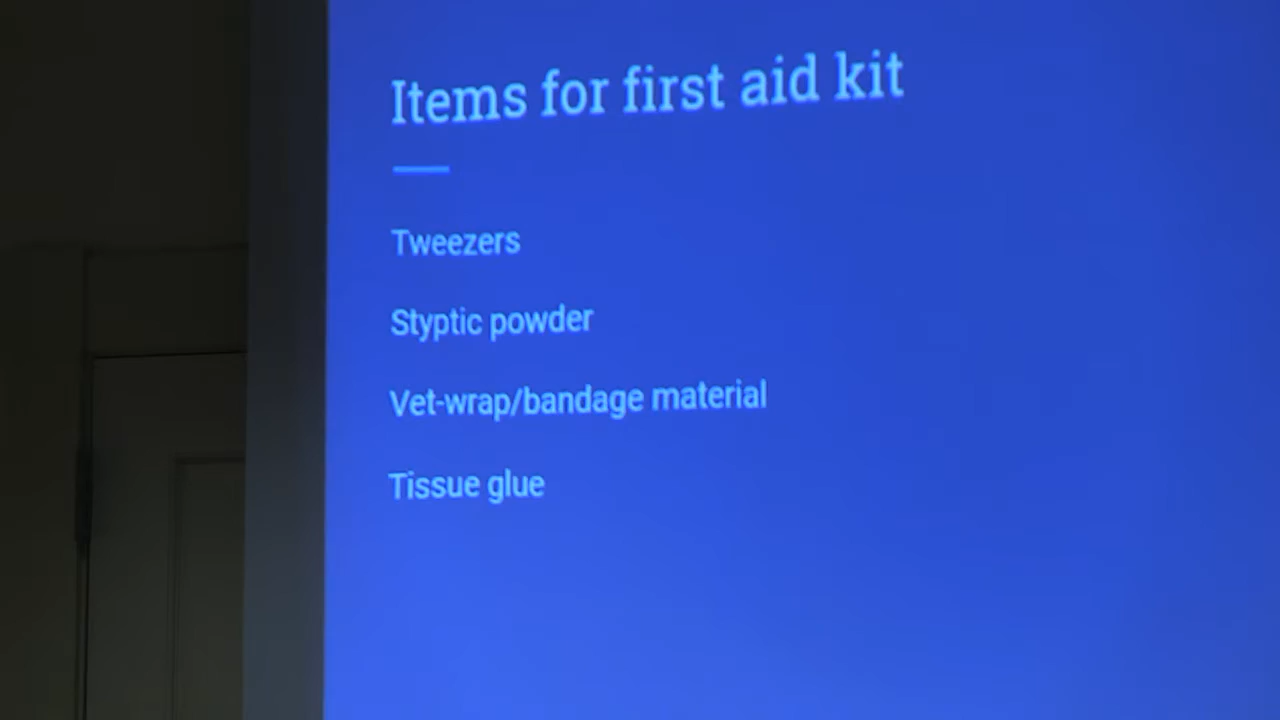 Items for first aid kit
Tweezers
Styptic powder
Vet-wrap/bandage material
Tissue glue